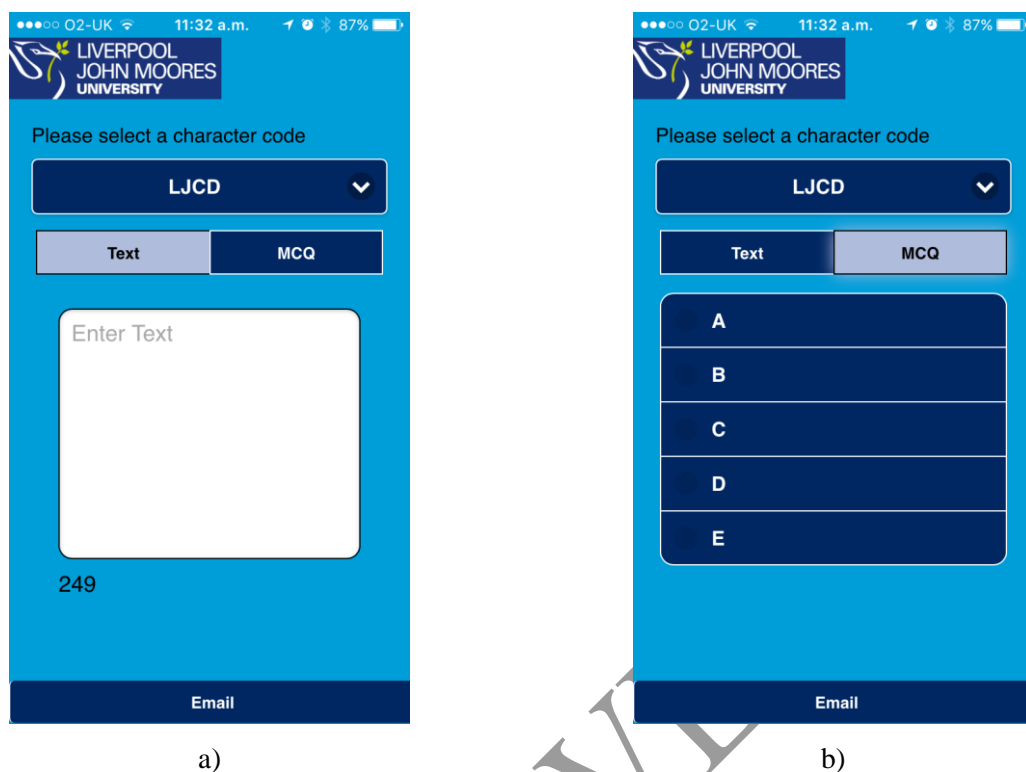 O2-UK 11:32 a.m. 87%
LIVERPOOL
JOHN MOORES
UNIVERSITY
Please select a character code
LJCD
Text MCQ
Enter Text
249
Email
a)
O2-UK 11:32 a.m. 87%
LIVERPOOL
JOHN MOORES
UNIVERSITY
Please select a character code
LJCD
Text MCQ
A
B
C
D
E
Email
b)